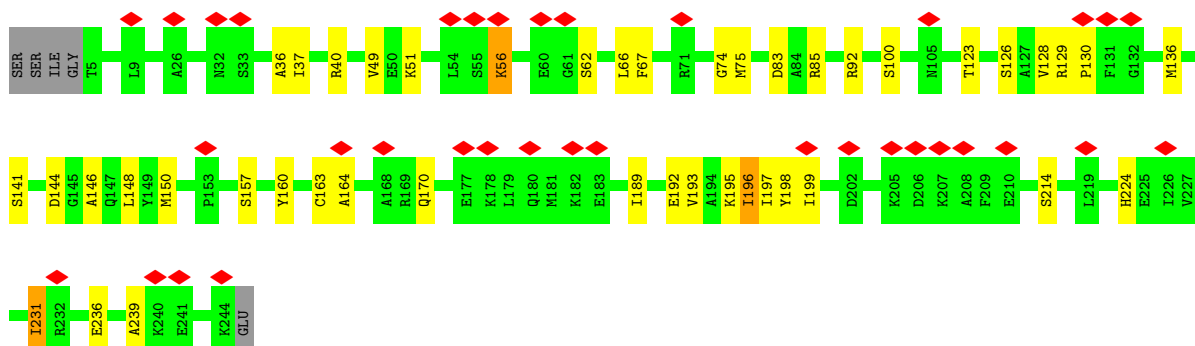 SER SER ILE GLY T5 L9 A26 N32 S33 A36 I37 R40 V49 E50 K51 L54 S55 K56 E60 G61 S62 L66 F67 R71 G74 M75 D83 A84 R85 R92 S100 N105 T123 S126 A127 V128 R129 P130 F131 G132 M136
S141 D144 G145 A146 Q147 L148 Y149 M150 P153 S157 Y160 C163 A164 A168 R169 Q170 E177 K178 L179 Q180 M181 K182 E183 I189 E192 V193 A194 K195 I196 I197 Y198 I199 D202 K205 D206 K207 A208 F209 E210 S214 L219 H224 E225 I226 V227
I231 R232 E236 A239 K240 E241 K244 GLU